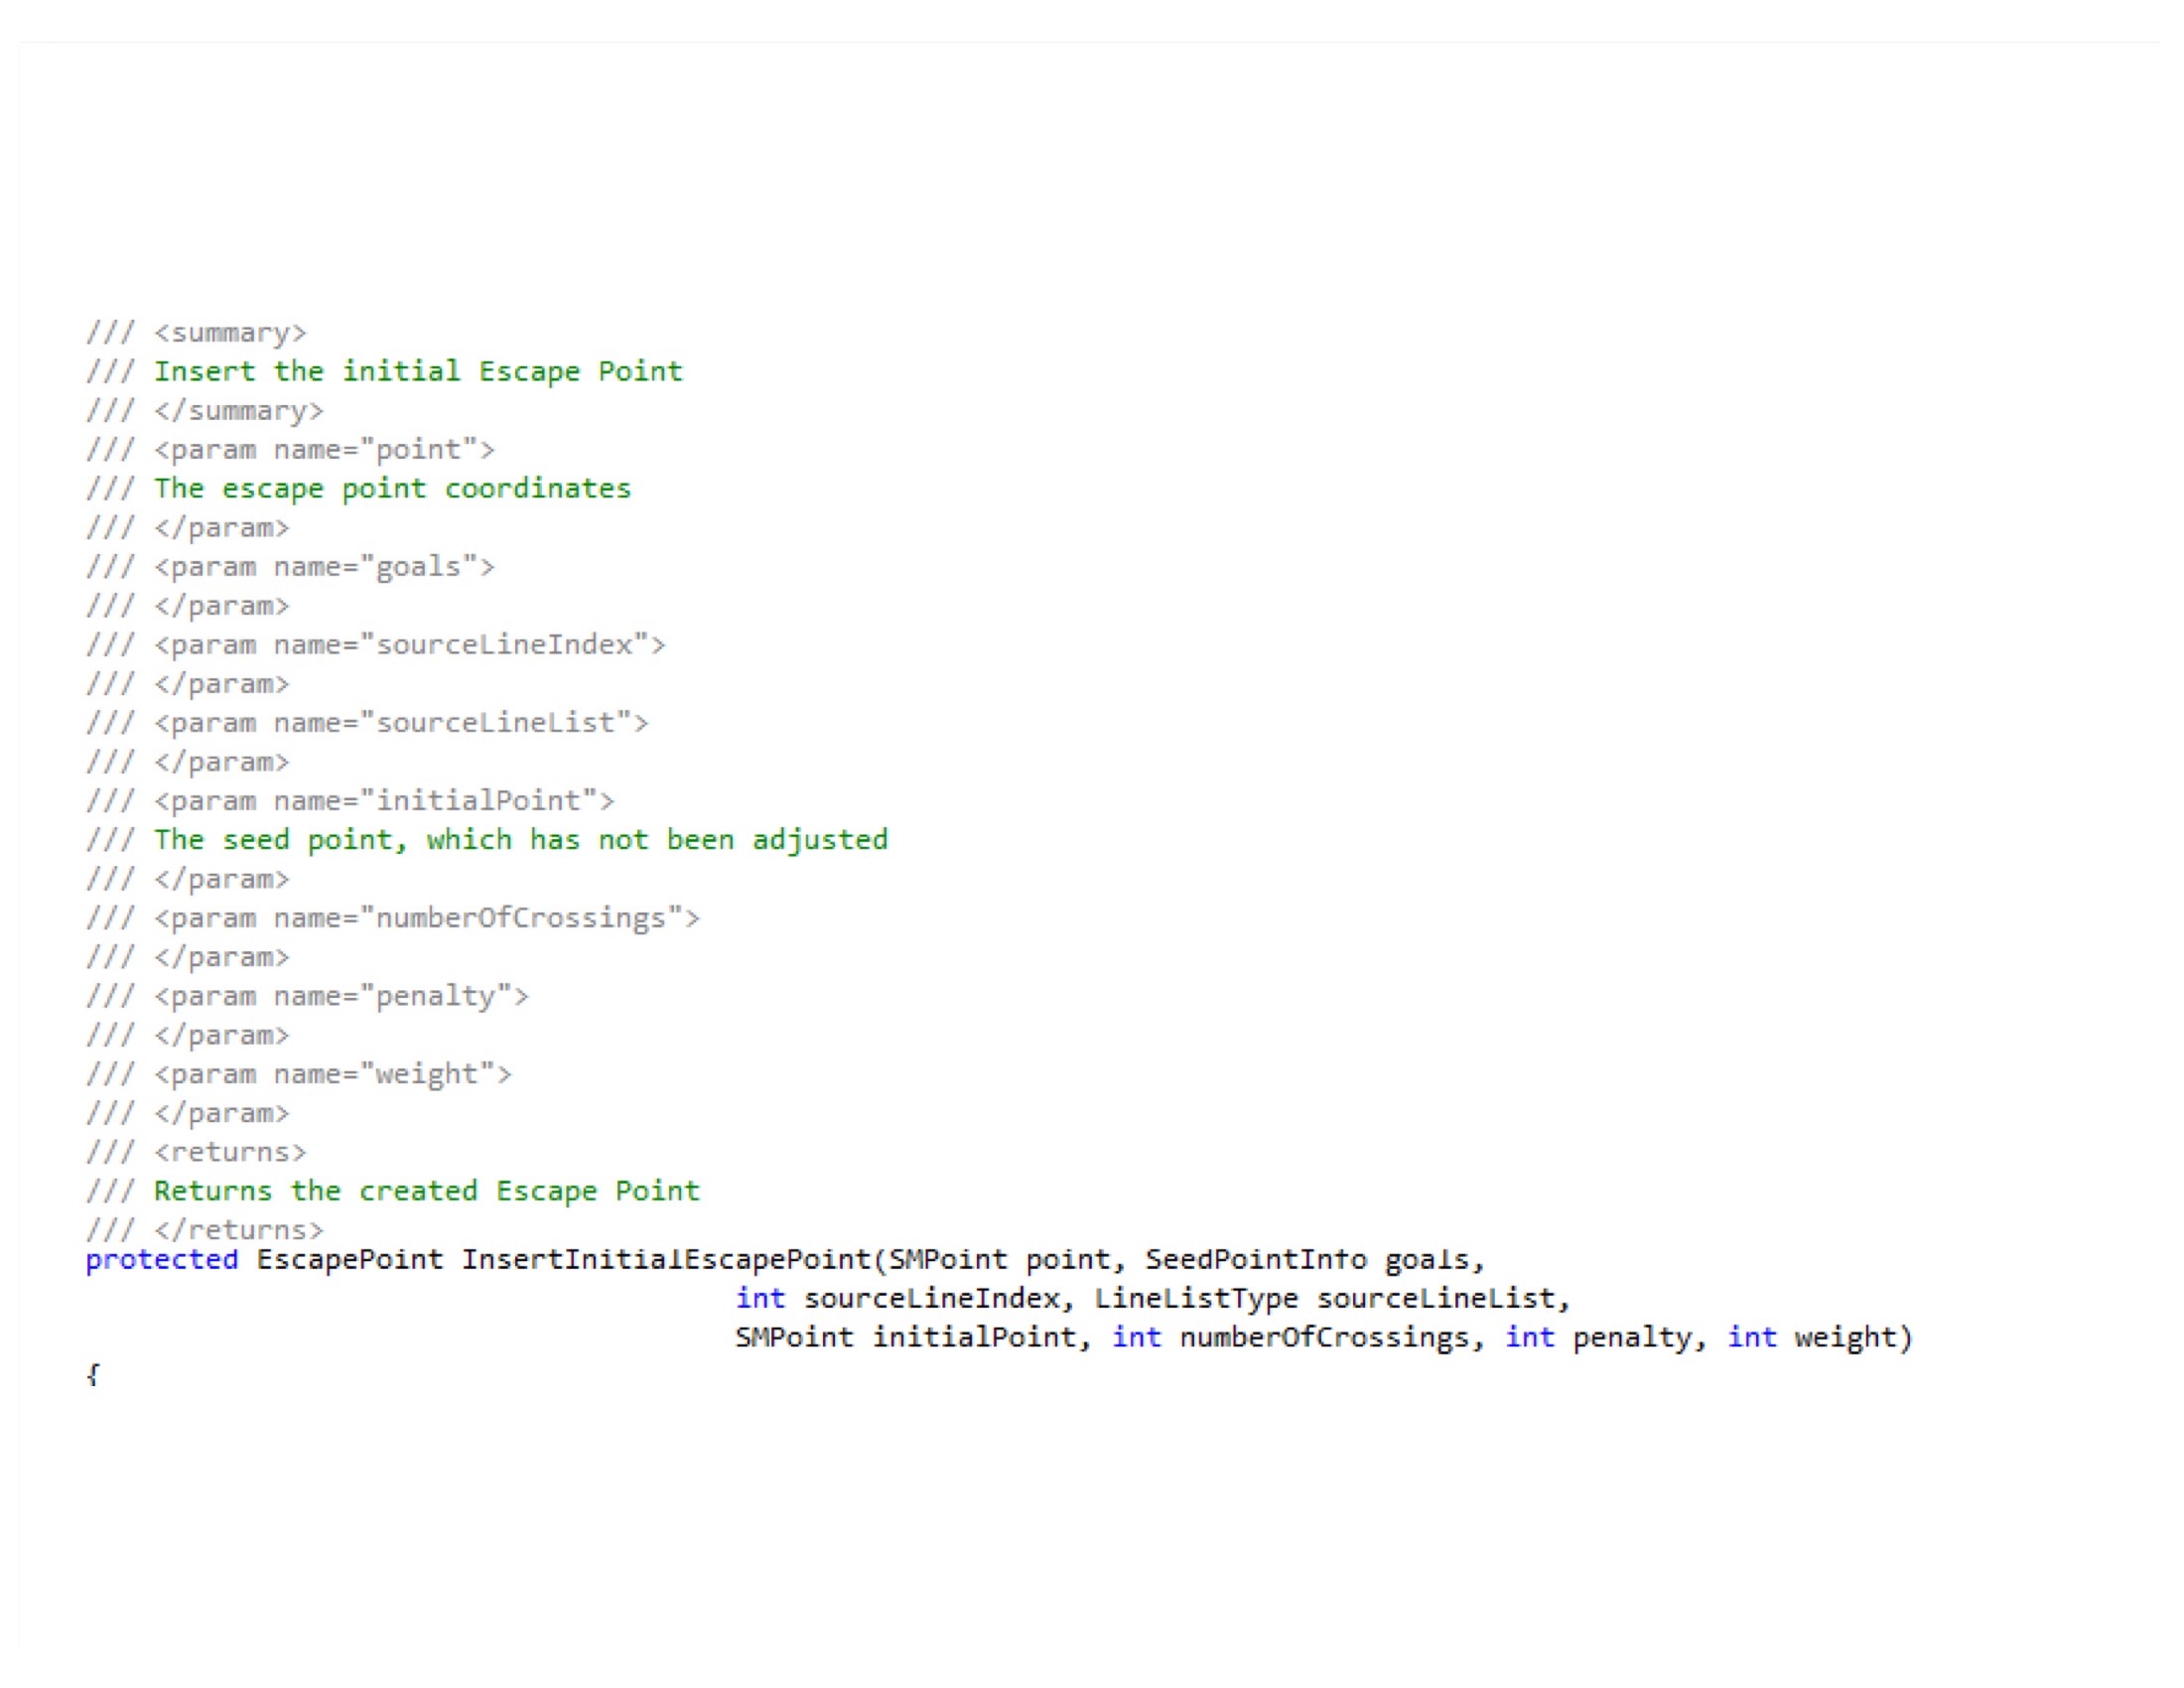 /// <summary>
/// Insert the initial Escape Point
/// </summary>
/// <param name="point">
/// The escape point coordinates
/// </param>
/// <param name="goals">
/// </param>
/// <param name="sourceLineIndex">
/// </param>
/// <param name="sourceLineList">
/// </param>
/// <param name="initialPoint">
/// The seed point, which has not been adjusted
/// </param>
/// <param name="numberOfCrossings">
/// </param>
/// <param name="penalty">
/// </param>
/// <param name="weight">
/// </param>
/// <returns>
/// Returns the created Escape Point
/// </returns>
protected EscapePoint InsertInitialEscapePoint(SMPoint point, SeedPointInfo goals,
int sourceLineIndex, LineListType sourceLineList,
SMPoint initialPoint, int numberOfCrossings, int penalty, int weight)
{